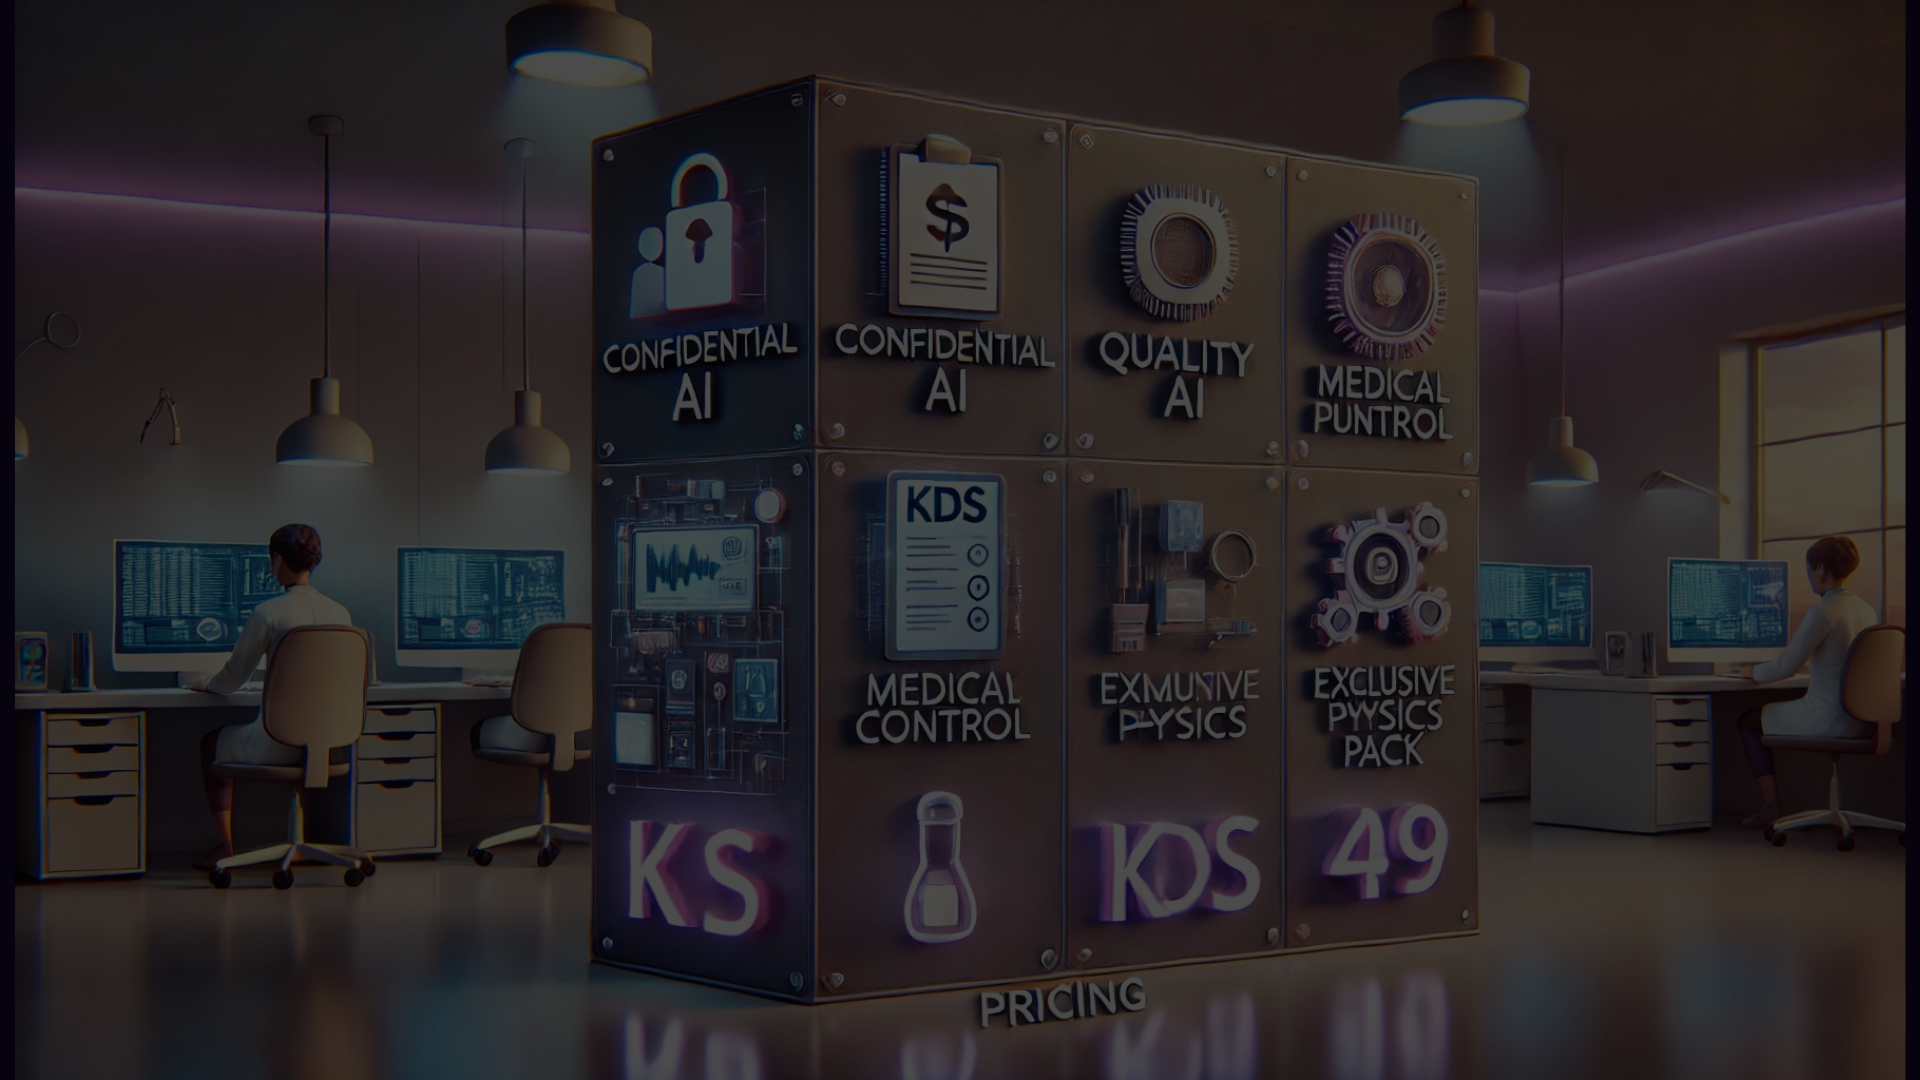 CONFIDENTIAL
AI
CONFIDENTIAL
AI
QUALITY
AI
MEDICAL
PUNTROL
$
KDS
MEDICAL
CONTROL
EXMUNIVE
PYSICS
EXCLUSIVE
PYYSICS
PACK
KS
KDS
49
PRICING